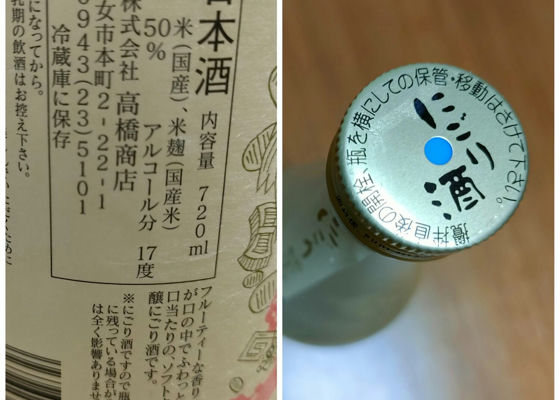 日本酒 内容量 720ml
米(国産)、米麹(国産米)
50% アルコール分 17度
株式会社 高橋商店
女市本町2-22-1
0943(23)5101
冷蔵庫に保存
になってから。
乳期の飲酒はお控え下さい。
フルーティーな香り
が口の中でふわっと
口当たりの、ソフト
醸にごり酒です。
※にごり酒ですので瓶
に残っている場合が
は全く影響ありませ
にごり酒
攪拌直後の開栓・瓶を横にしての保管・移動はさけて下さい。